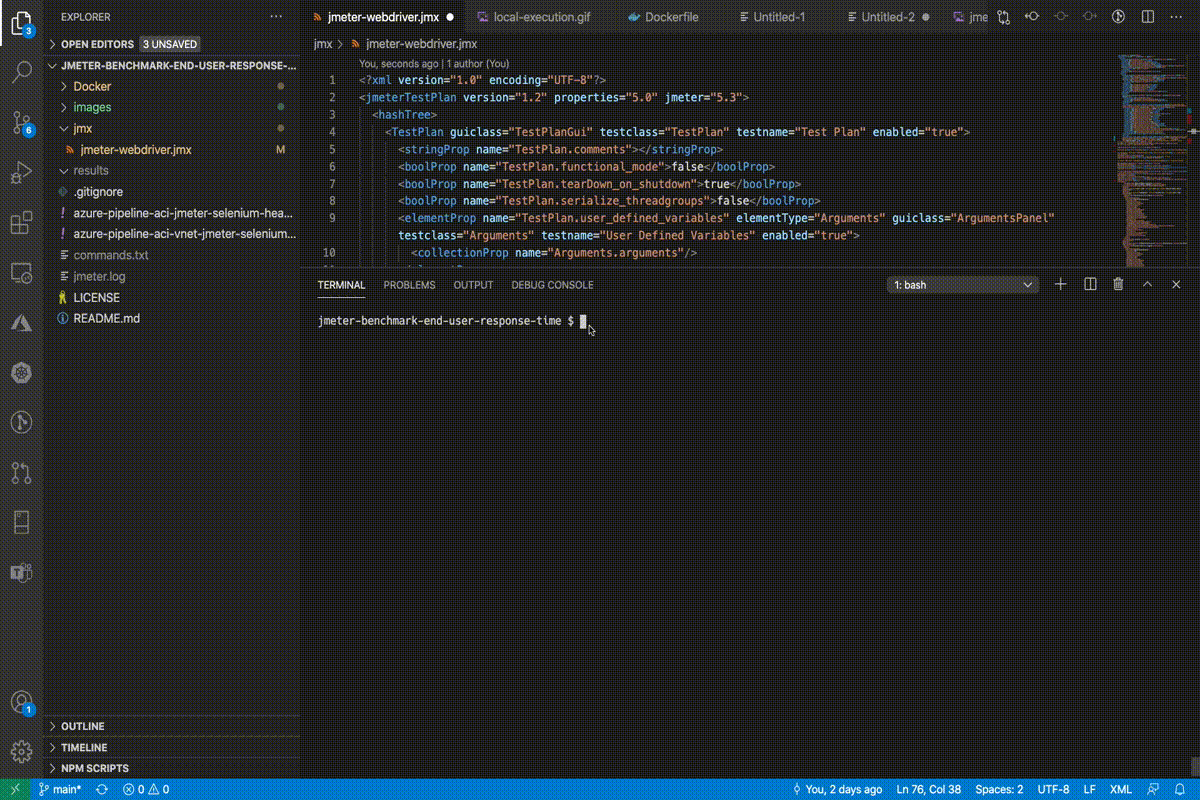 EXPLORER
···
jmeter-webdriver.jmx
local-execution.gif
Dockerfile
Untitled-1
Untitled-2
jme
3
OPEN EDITORS 3 UNSAVED
JMETER-BENCHMARK-END-USER-RESPONSE-...
Docker
images
jmx
jmeter-webdriver.jmx M
results
.gitignore
! azure-pipeline-aci-jmeter-selenium-hea...
! azure-pipeline-aci-vnet-jmeter-selenium...
commands.txt
jmeter.log
LICENSE
README.md
6
1
OUTLINE
TIMELINE
NPM SCRIPTS
jmx > jmeter-webdriver.jmx
You, seconds ago | 1 author (You)
1 <?xml version="1.0" encoding="UTF-8"?>
2 <jmeterTestPlan version="1.2" properties="5.0" jmeter="5.3">
3 <hashTree>
4 <TestPlan guiclass="TestPlanGui" testclass="TestPlan" testname="Test Plan" enabled="true">
5 <stringProp name="TestPlan.comments"></stringProp>
6 <boolProp name="TestPlan.functional_mode">false</boolProp>
7 <boolProp name="TestPlan.tearDown_on_shutdown">true</boolProp>
8 <boolProp name="TestPlan.serialize_threadgroups">false</boolProp>
9 <elementProp name="TestPlan.user_defined_variables" elementType="Arguments" guiclass="ArgumentsPanel"
testclass="Arguments" testname="User Defined Variables" enabled="true">
10 <collectionProp name="Arguments.arguments"/>
TERMINAL PROBLEMS OUTPUT DEBUG CONSOLE
1: bash
jmeter-benchmark-end-user-response-time $
main* 0 0
You, 2 days ago Ln 76, Col 38 Spaces: 2 UTF-8 LF XML